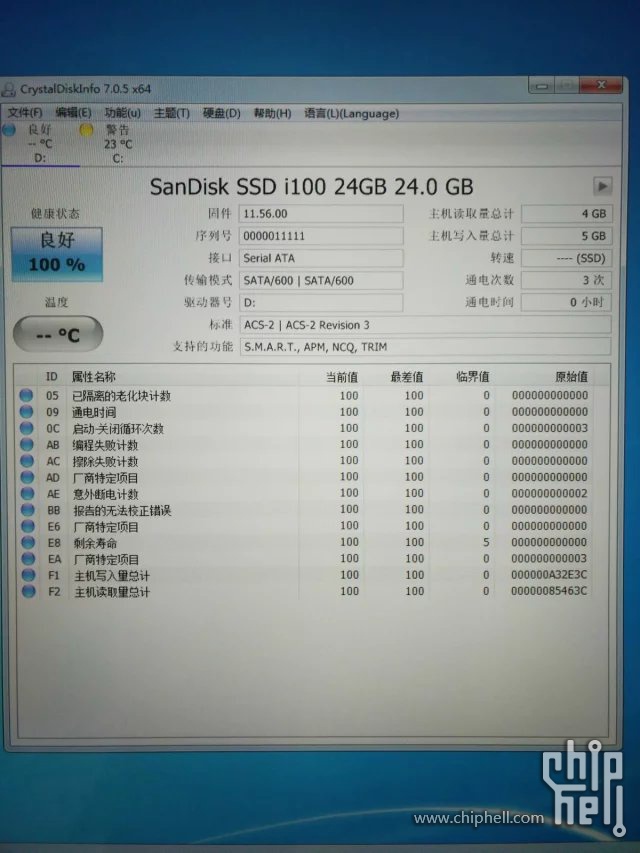 CrystalDiskInfo 7.0.5 x64
文件(F) 编辑(E) 功能(u) 主题(T) 硬盘(D) 帮助(H) 语言(L)(Language)
良好 警告
-- °C 23 °C
D: C:
SanDisk SSD i100 24GB 24.0 GB
健康状态 固件 11.56.00 主机读取量总计 4 GB
良好 序列号 0000011111 主机写入量总计 5 GB
100 % 接口 Serial ATA 转速 ---- (SSD)
传输模式 SATA/600 | SATA/600 通电次数 3 次
温度 驱动器号 D: 通电时间 0 小时
-- °C 标准 ACS-2 | ACS-2 Revision 3
支持的功能 S.M.A.R.T., APM, NCQ, TRIM
ID 属性名称 当前值 最差值 临界值 原始值
05 已隔离的老化块计数 100 100 0 000000000000
09 通电时间 100 100 0 000000000000
0C 启动-关闭循环次数 100 100 0 000000000003
AB 编程失败计数 100 100 0 000000000000
AC 擦除失败计数 100 100 0 000000000000
AD 厂商特定项目 100 100 0 000000000000
AE 意外断电计数 100 100 0 000000000002
BB 报告的无法校正错误 100 100 0 000000000000
E6 厂商特定项目 100 100 0 000000000000
E8 剩余寿命 100 100 5 000000000000
EA 厂商特定项目 100 100 0 000000000003
F1 主机写入量总计 100 100 0 000000A32E3C
F2 主机读取量总计 100 100 0 00000085463C
chip
hell
www.chiphell.com